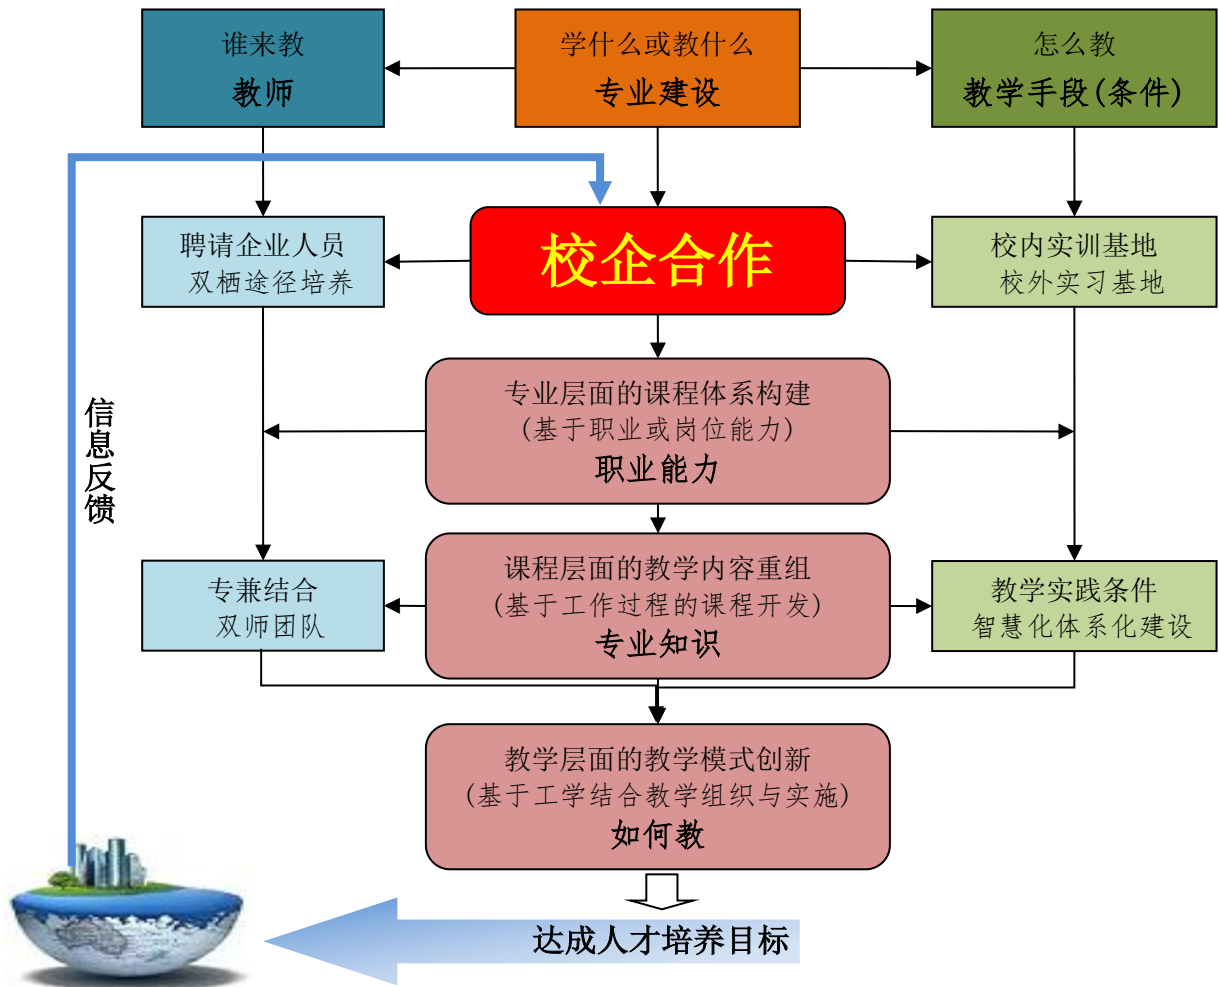 谁来教
教师
学什么或教什么
专业建设
怎么教
教学手段(条件)
聘请企业人员
双栖途径培养
校企合作
校内实训基地
校外实习基地
信息反馈
专业层面的课程体系构建
(基于职业或岗位能力)
职业能力
专兼结合
双师团队
课程层面的教学内容重组
(基于工作过程的课程开发)
专业知识
教学实践条件
智慧化体系化建设
教学层面的教学模式创新
(基于工学结合教学组织与实施)
如何教
达成人才培养目标